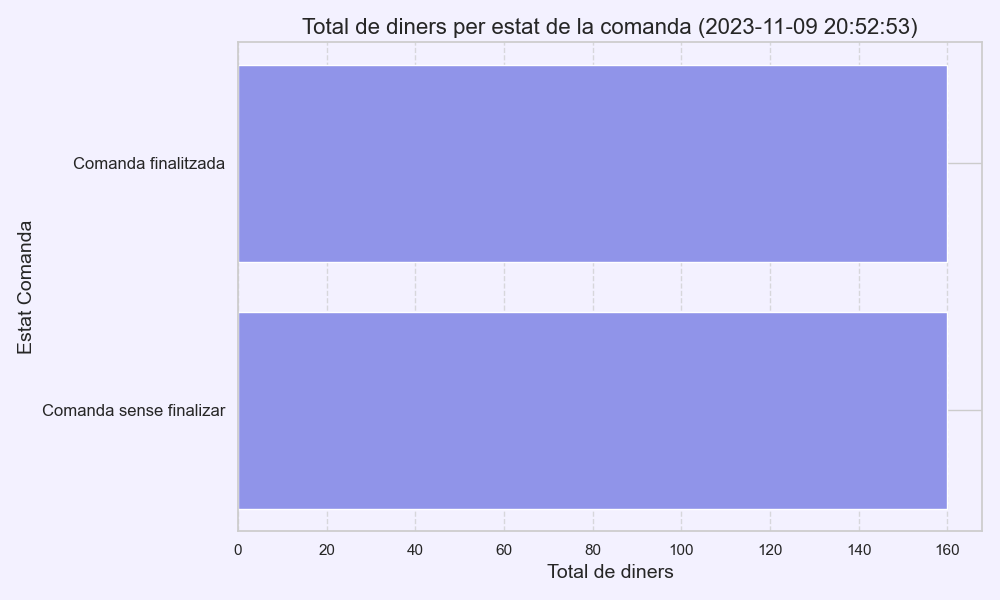 Total de diners per estat de la comanda (2023-11-09 20:52:53)
Estat Comanda
Comanda finalitzada
Comanda sense finalizar
0 20 40 60 80 100 120 140 160
Total de diners